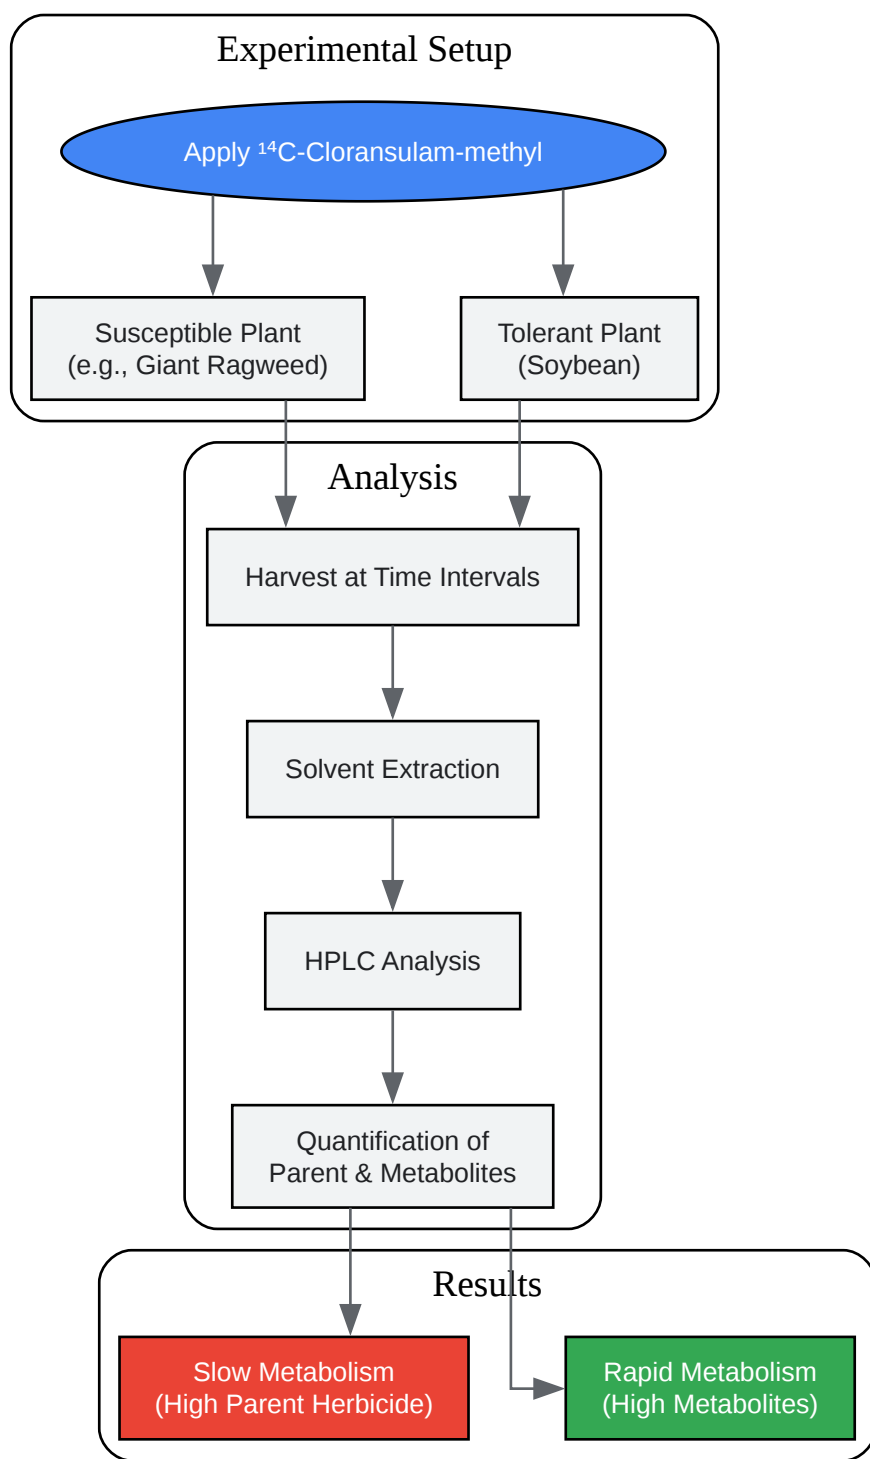 Experimental Setup
Apply ¹⁴C-Cloransulam-methyl
Susceptible Plant
(e.g., Giant Ragweed)
Tolerant Plant
(Soybean)
Analysis
Harvest at Time Intervals
Solvent Extraction
HPLC Analysis
Quantification of
Parent & Metabolites
Results
Slow Metabolism
(High Parent Herbicide)
Rapid Metabolism
(High Metabolites)